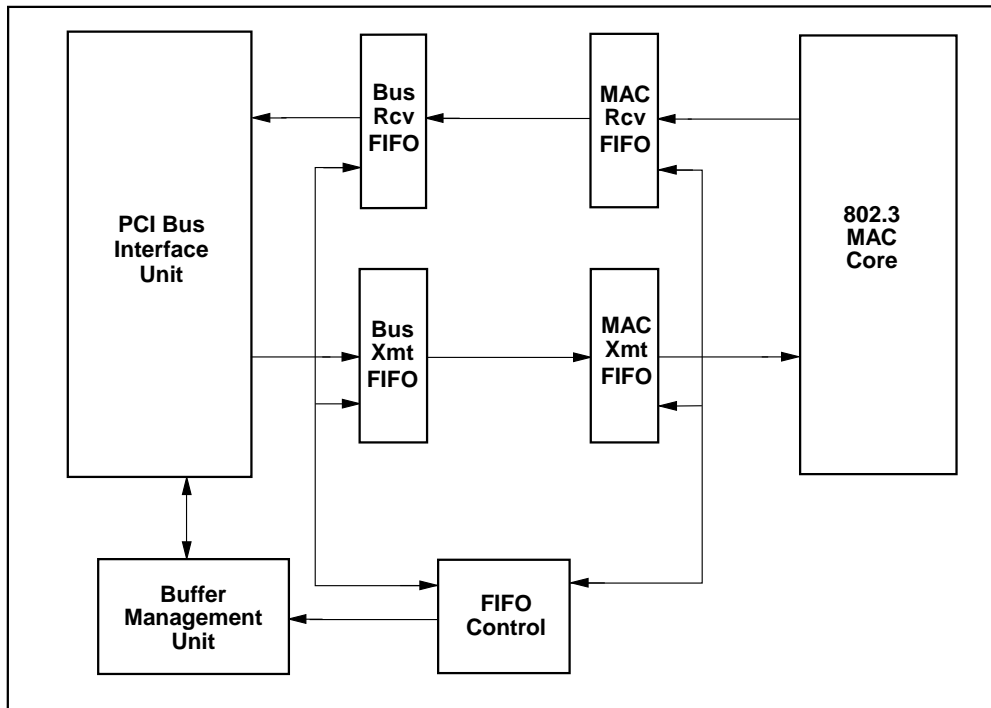 Bus
Rcv
FIFO
MAC
Rcv
FIFO
PCI Bus
Interface
Unit
802.3
MAC
Core
Bus
Xmt
FIFO
MAC
Xmt
FIFO
Buffer
Management
Unit
FIFO
Control